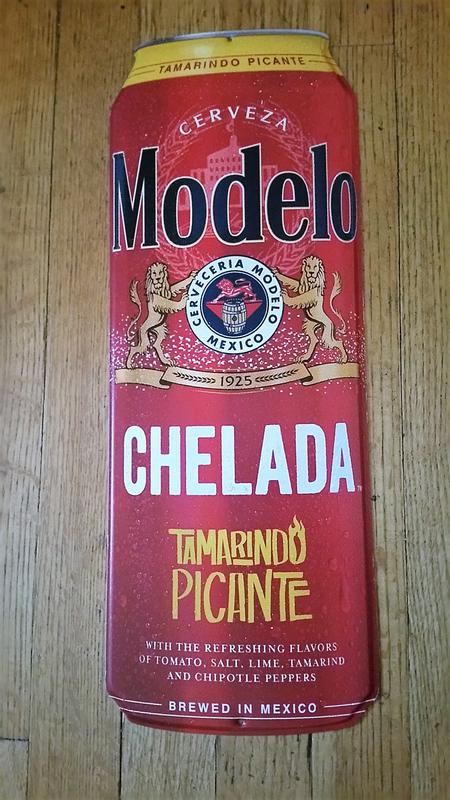 TAMARINDO PICANTE
CERVEZA
Modelo
CERVECERIA MODELO
MEXICO
1925
CHELADA
TAMARINDO
PICANTE
WITH THE REFRESHING FLAVORS
OF TOMATO, SALT, LIME, TAMARIND
AND CHIPOTLE PEPPERS
BREWED IN MEXICO